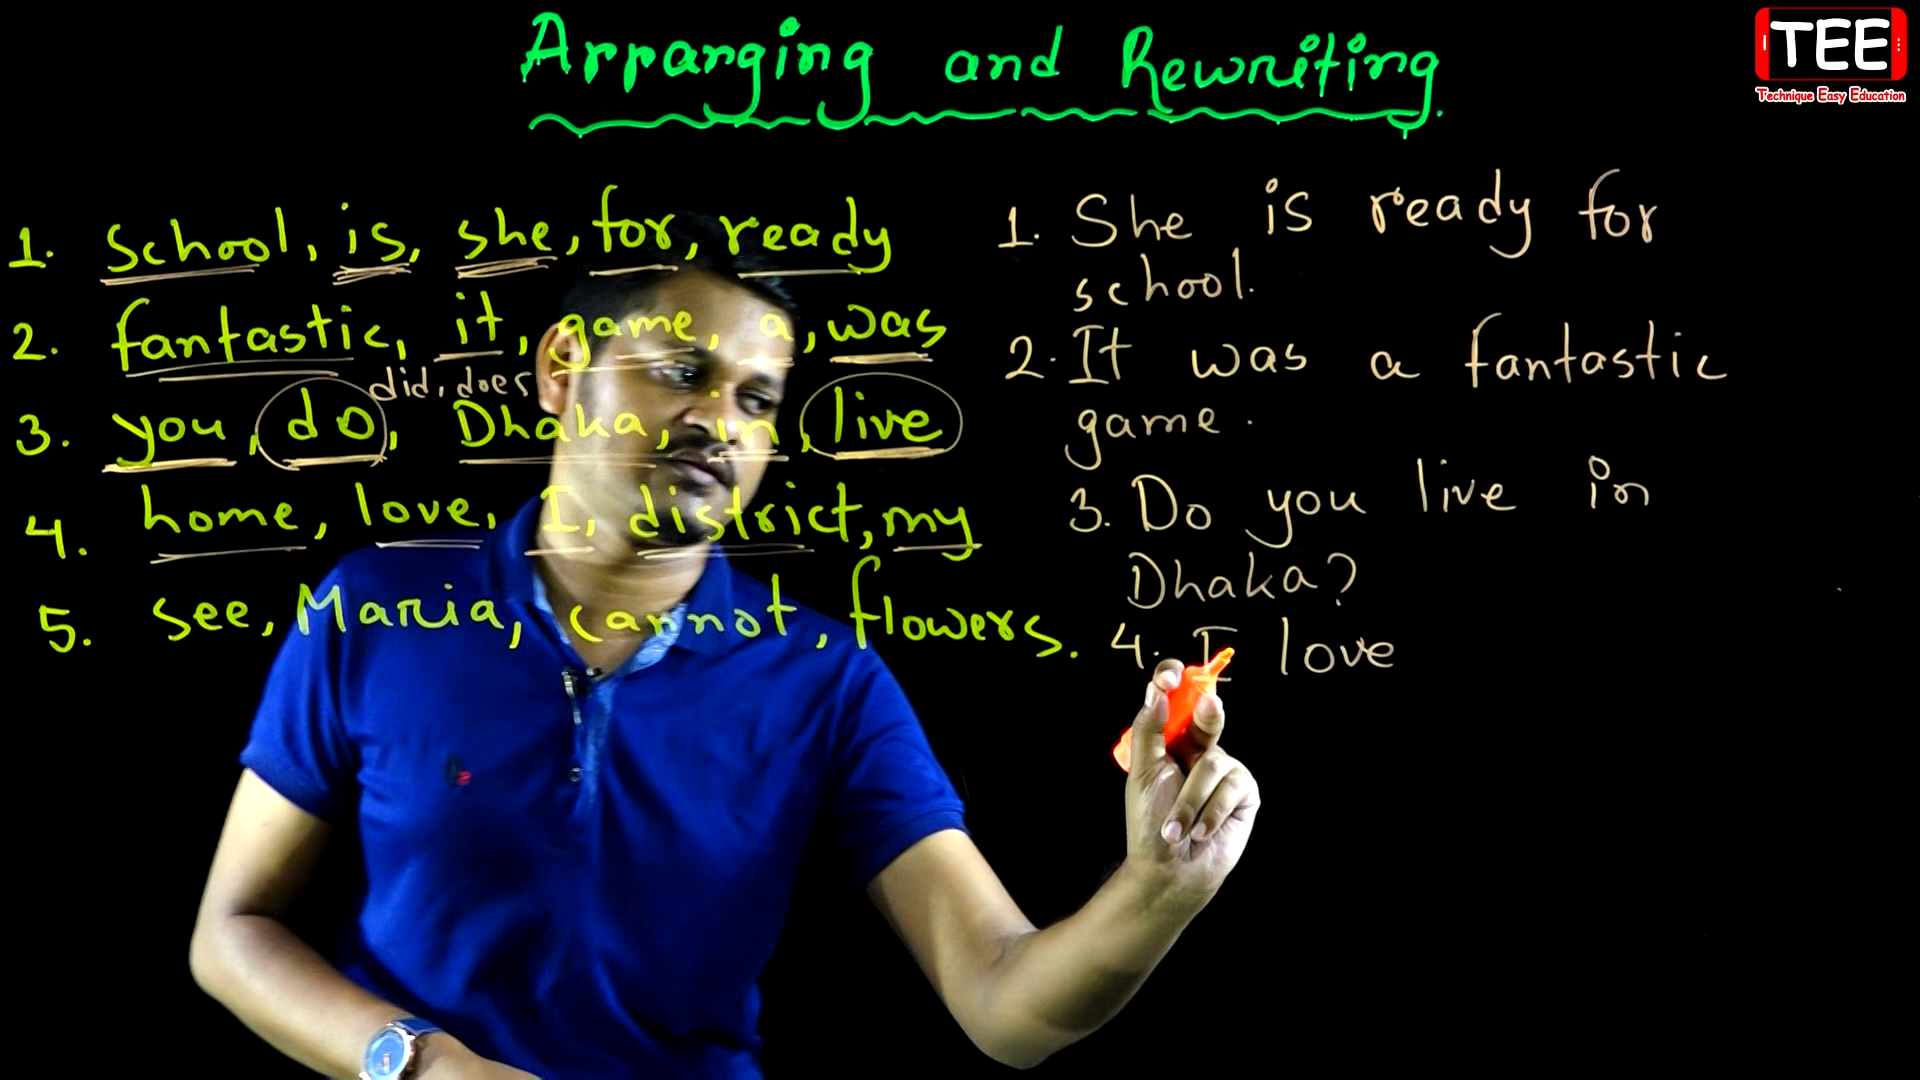 Arranging and Rewriting
TEE
Technique Easy Education
1. School, is, she, for, ready
2. fantastic, it, game, a, was
did, does
3. you, do, Dhaka, in, live
4. home, love, I, district, my
5. see, Maria, cannot, flowers.
1. She is ready for
school.
2. It was a fantastic
game.
3. Do you live in
Dhaka?
4. I love